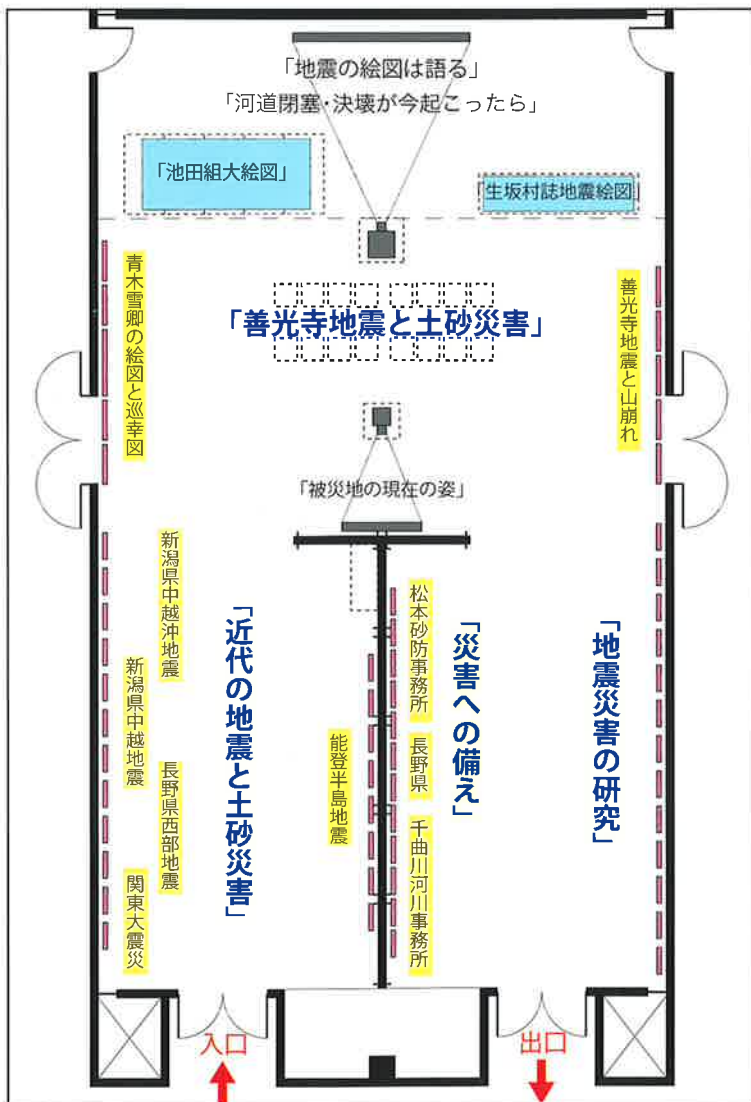 「地震の絵図は語る」
「河道閉塞・決壊が今起こったら」
「池田組大絵図」
「生坂村誌地震絵図」
青木雪卿の絵図と巡幸図
「善光寺地震と土砂災害」
善光寺地震と山崩れ
「被災地の現在の姿」
新潟県中越沖地震
新潟県中越地震
長野県西部地震
関東大震災
「近代の地震と土砂災害」
能登半島地震
松本砂防事務所
長野県
千曲川河川事務所
「災害への備え」
「地震災害の研究」
入口
出口